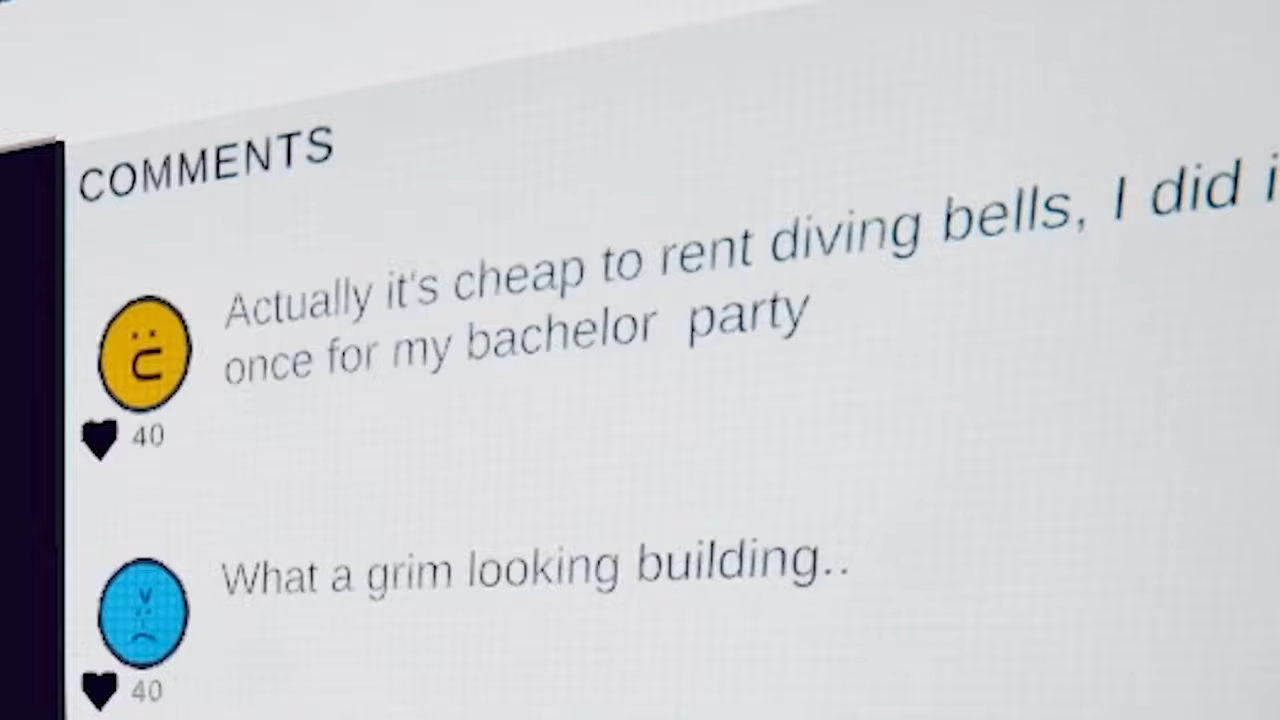 COMMENTS
Actually it's cheap to rent diving bells, I did
once for my bachelor party
40
What a grim looking building..
40